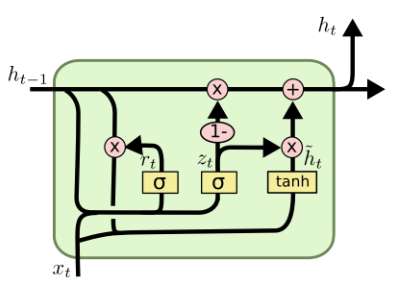 h_t
h_{t−1}
x +
1-
x r_t z_t x h̃_t
σ σ tanh
x_t